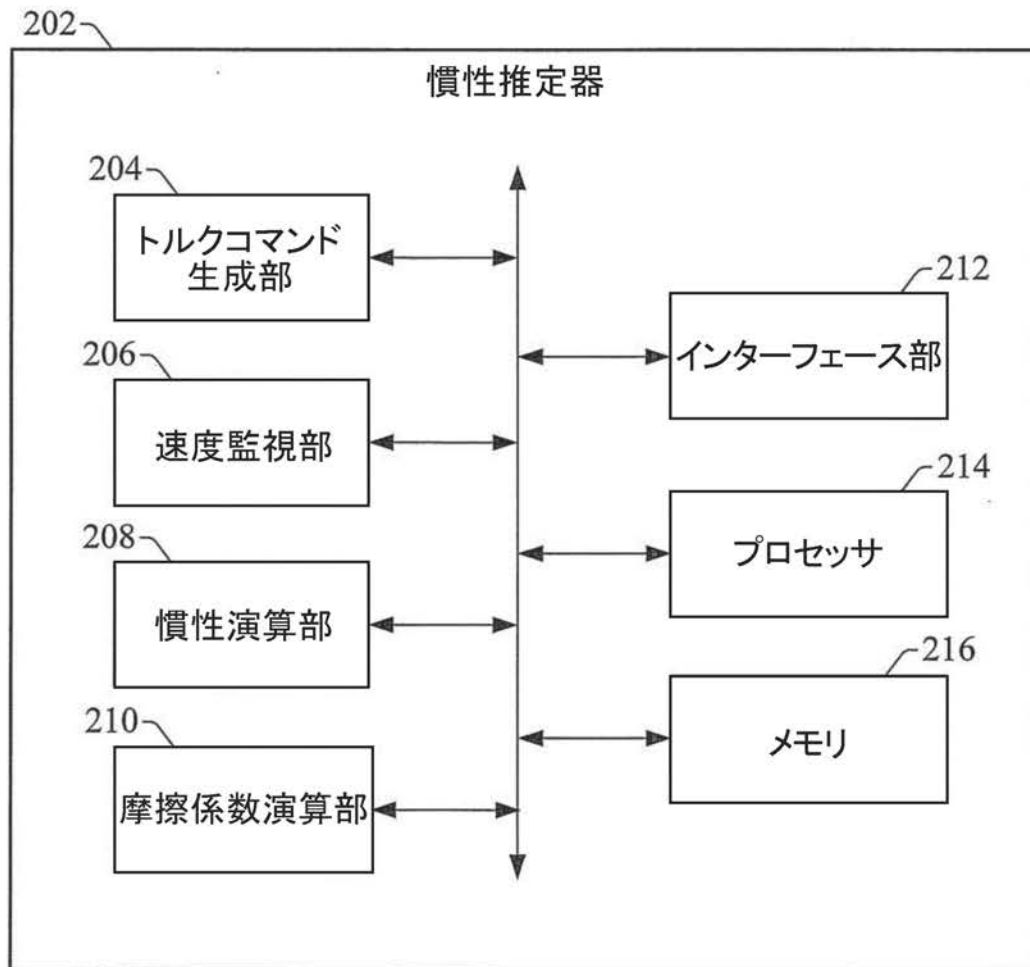 202
慣性推定器
204
トルクコマンド
生成部
206
速度監視部
208
慣性演算部
210
摩擦係数演算部
212
インターフェース部
214
プロセッサ
216
メモリ